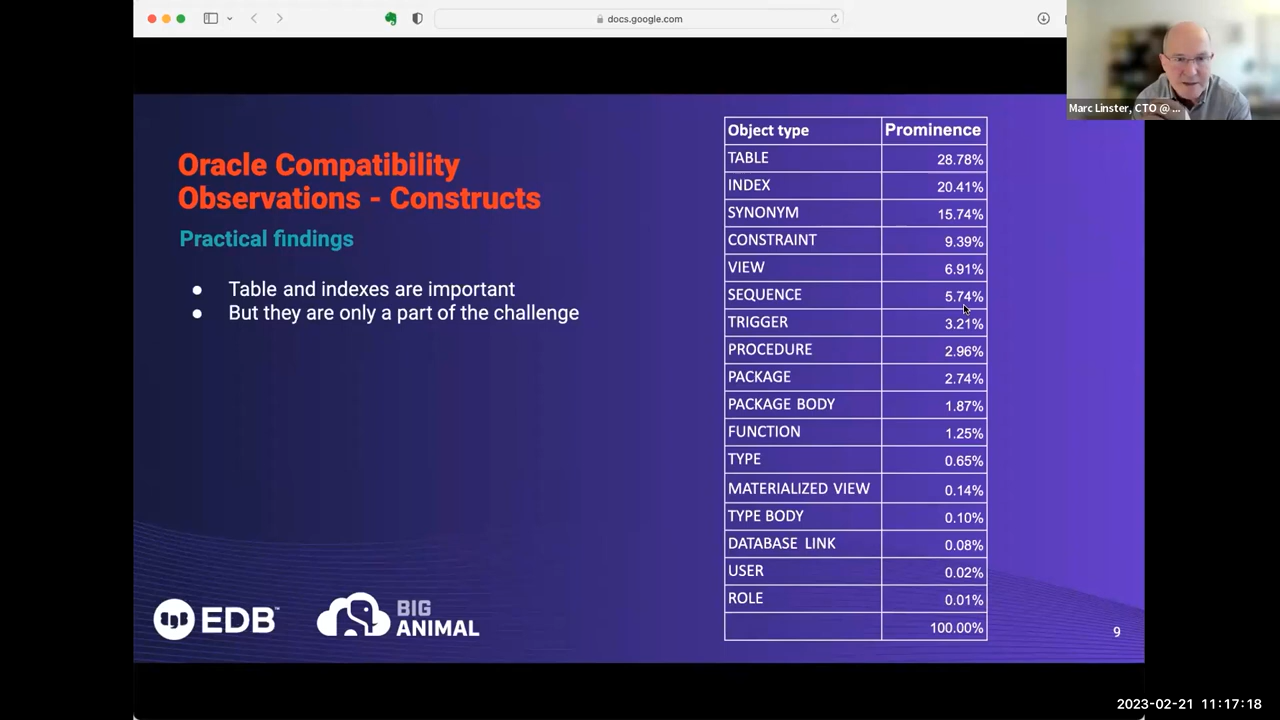 docs.google.com
Marc Linster, CTO @ ...
Oracle Compatibility
Observations - Constructs
Practical findings
● Table and indexes are important
● But they are only a part of the challenge
Object type Prominence
TABLE 28.78%
INDEX 20.41%
SYNONYM 15.74%
CONSTRAINT 9.39%
VIEW 6.91%
SEQUENCE 5.74%
TRIGGER 3.21%
PROCEDURE 2.96%
PACKAGE 2.74%
PACKAGE BODY 1.87%
FUNCTION 1.25%
TYPE 0.65%
MATERIALIZED VIEW 0.14%
TYPE BODY 0.10%
DATABASE LINK 0.08%
USER 0.02%
ROLE 0.01%
100.00%
EDB™
BIG
ANIMAL
9
2023-02-21 11:17:18